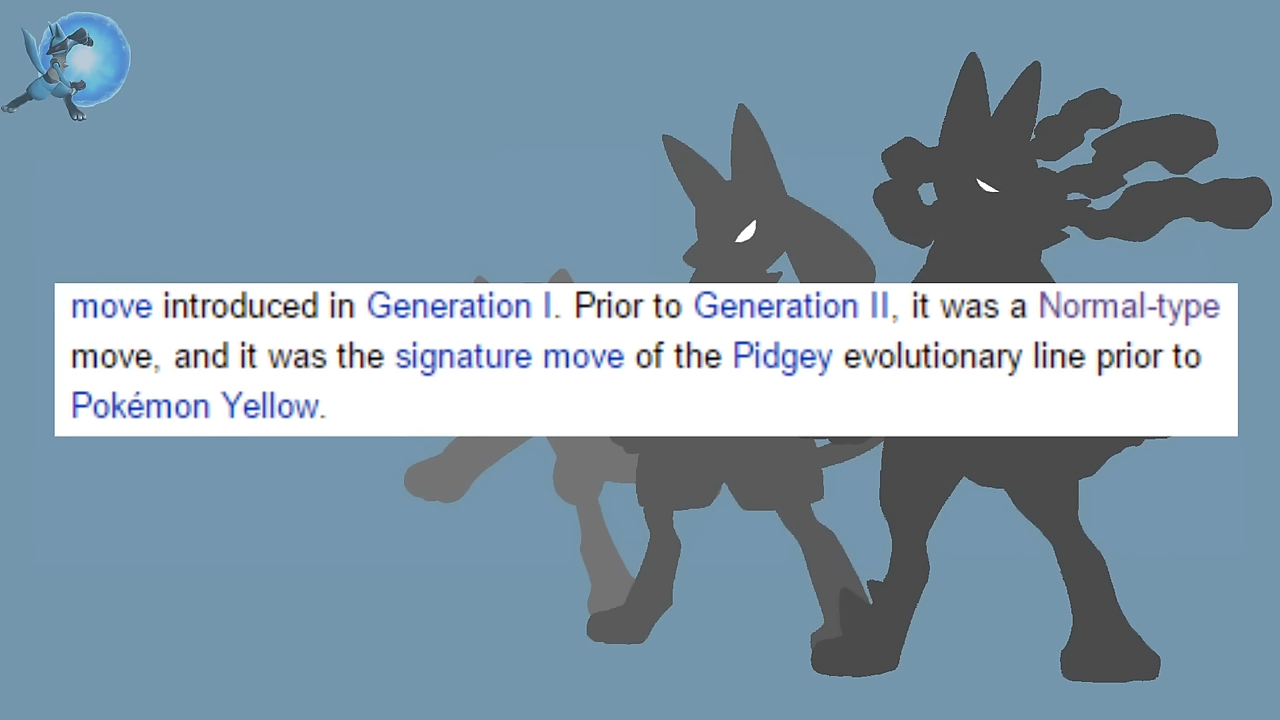 move introduced in Generation I. Prior to Generation II, it was a Normal-type
move, and it was the signature move of the Pidgey evolutionary line prior to
Pokémon Yellow.